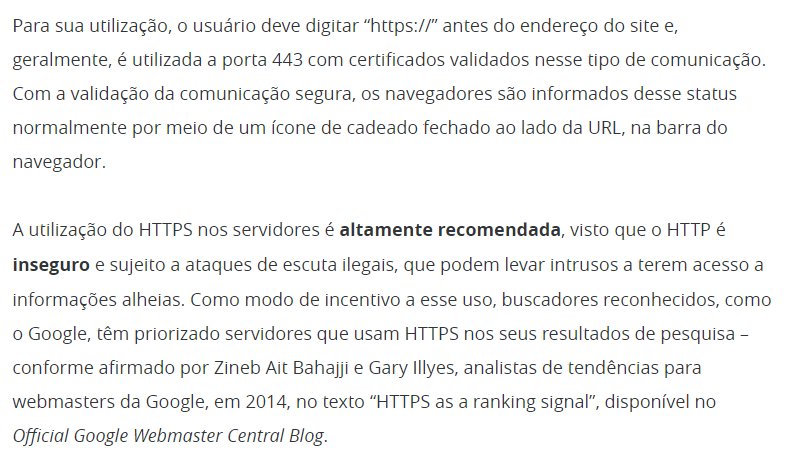 Para sua utilização, o usuário deve digitar “https://” antes do endereço do site e,
geralmente, é utilizada a porta 443 com certificados validados nesse tipo de comunicação.
Com a validação da comunicação segura, os navegadores são informados desse status
normalmente por meio de um ícone de cadeado fechado ao lado da URL, na barra do
navegador.
A utilização do HTTPS nos servidores é altamente recomendada, visto que o HTTP é
inseguro e sujeito a ataques de escuta ilegais, que podem levar intrusos a terem acesso a
informações alheias. Como modo de incentivo a esse uso, buscadores reconhecidos, como
o Google, têm priorizado servidores que usam HTTPS nos seus resultados de pesquisa –
conforme afirmado por Zineb Ait Bahajji e Gary Illyes, analistas de tendências para
webmasters da Google, em 2014, no texto “HTTPS as a ranking signal”, disponível no
Official Google Webmaster Central Blog.